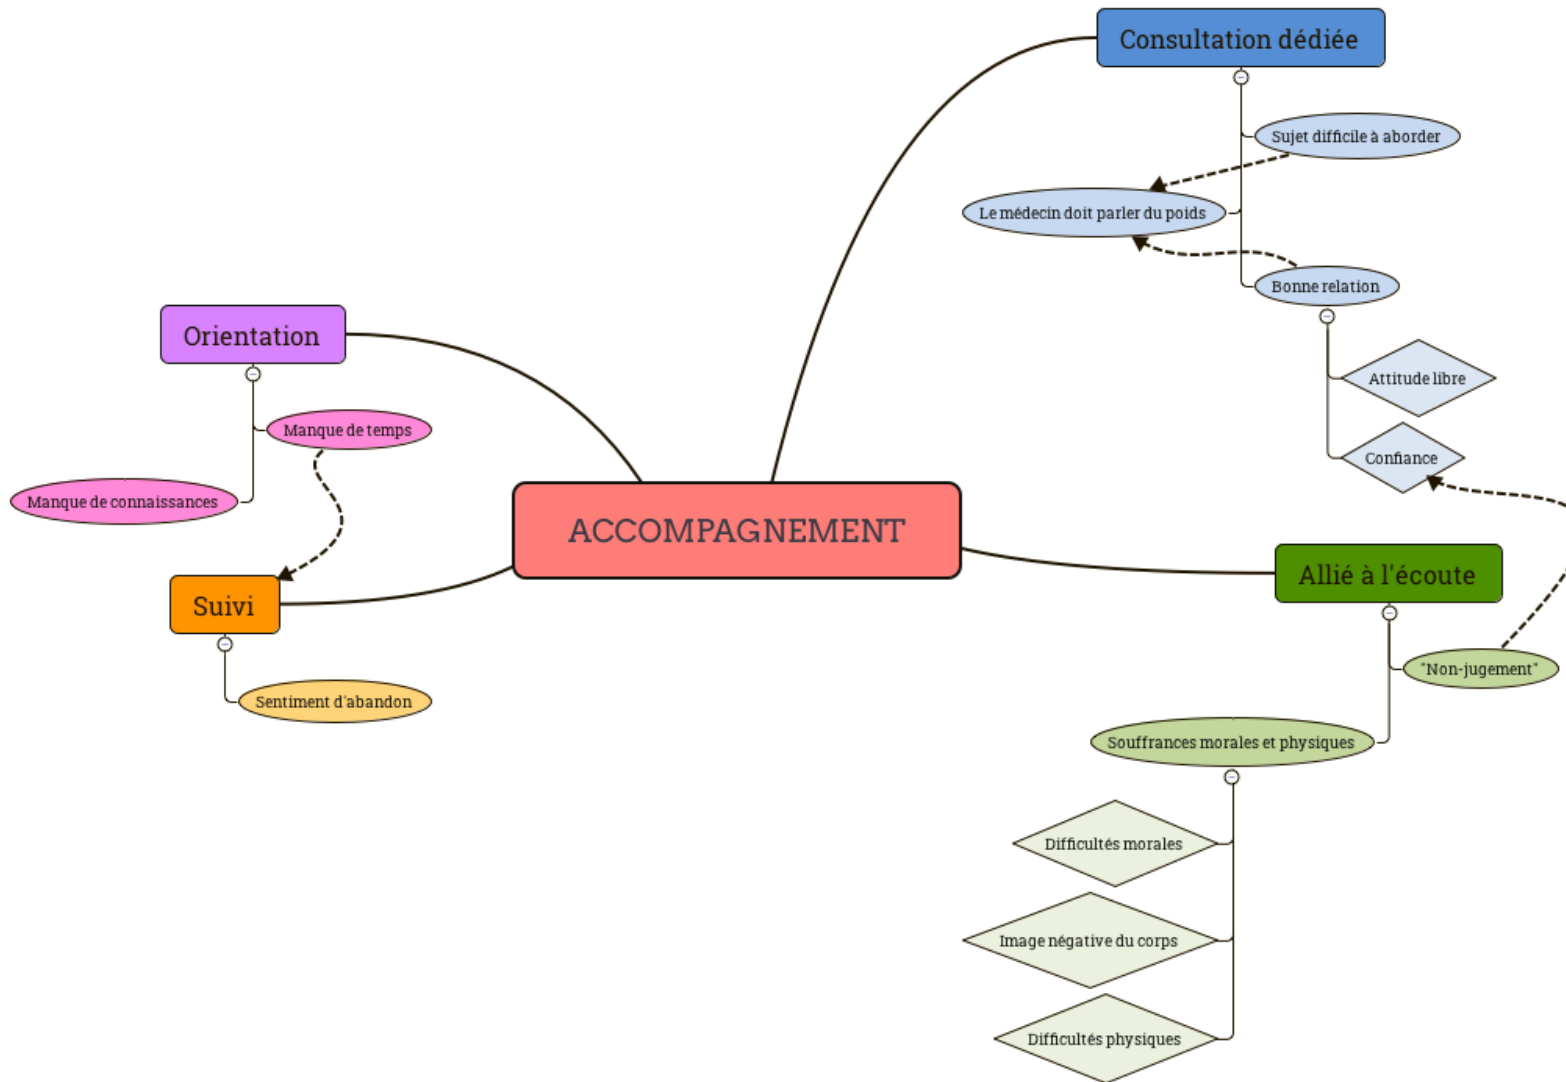 Consultation dédiée
Sujet difficile à aborder
Le médecin doit parler du poids
Bonne relation
Attitude libre
Confiance
Orientation
Manque de temps
Manque de connaissances
ACCOMPAGNEMENT
Suivi
Sentiment d'abandon
Allié à l'écoute
"Non-jugement"
Souffrances morales et physiques
Difficultés morales
Image négative du corps
Difficultés physiques